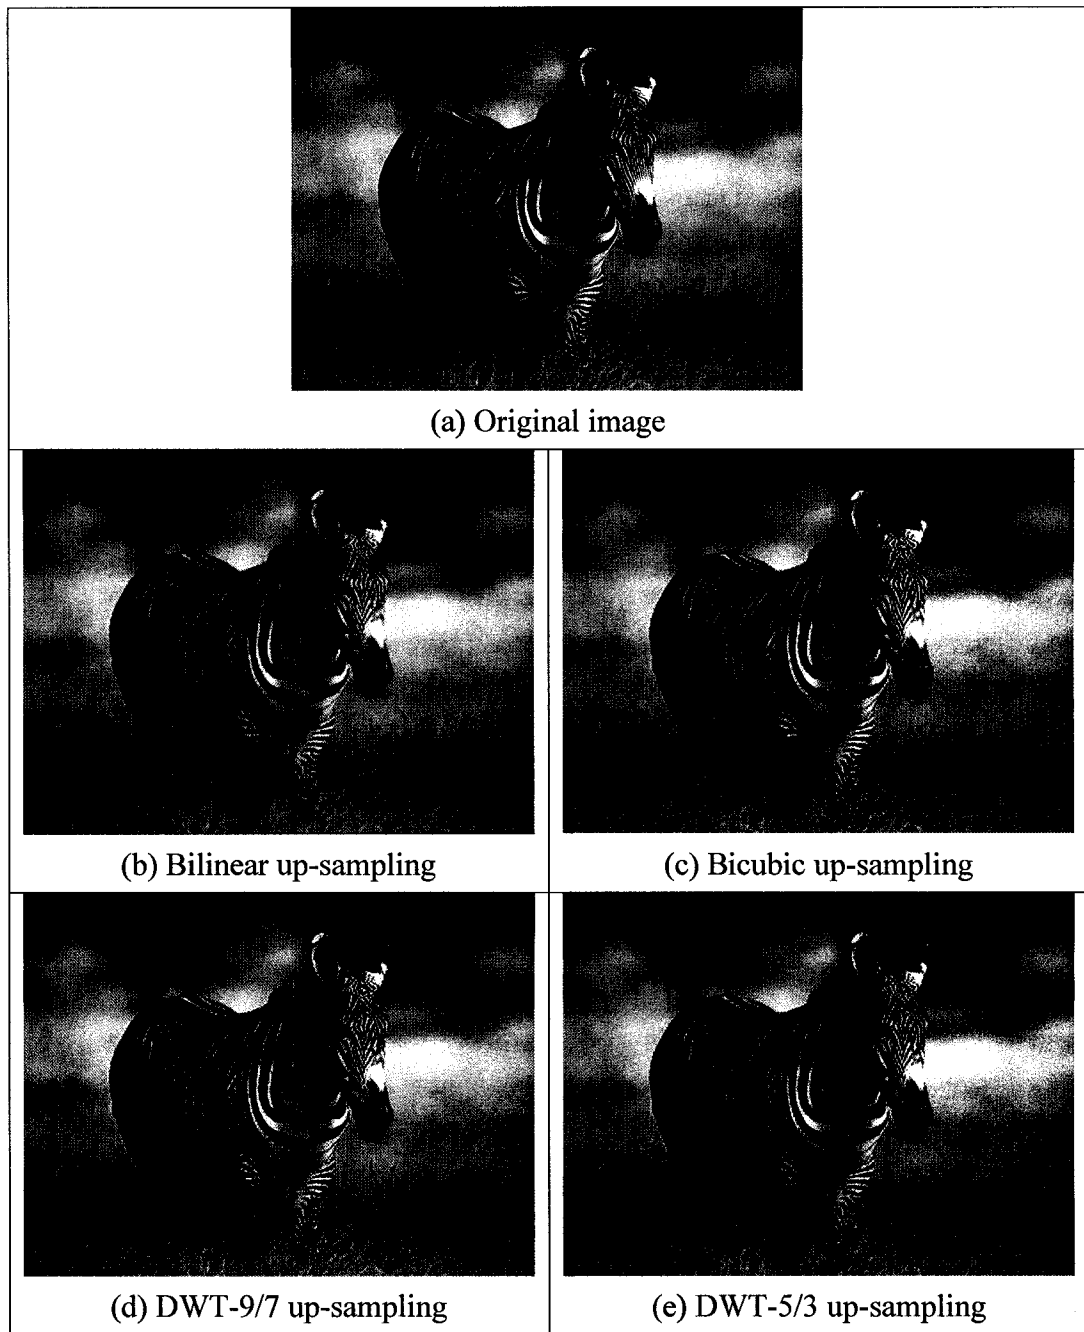 (a) Original image
(b) Bilinear up-sampling
(c) Bicubic up-sampling
(d) DWT-9/7 up-sampling
(e) DWT-5/3 up-sampling